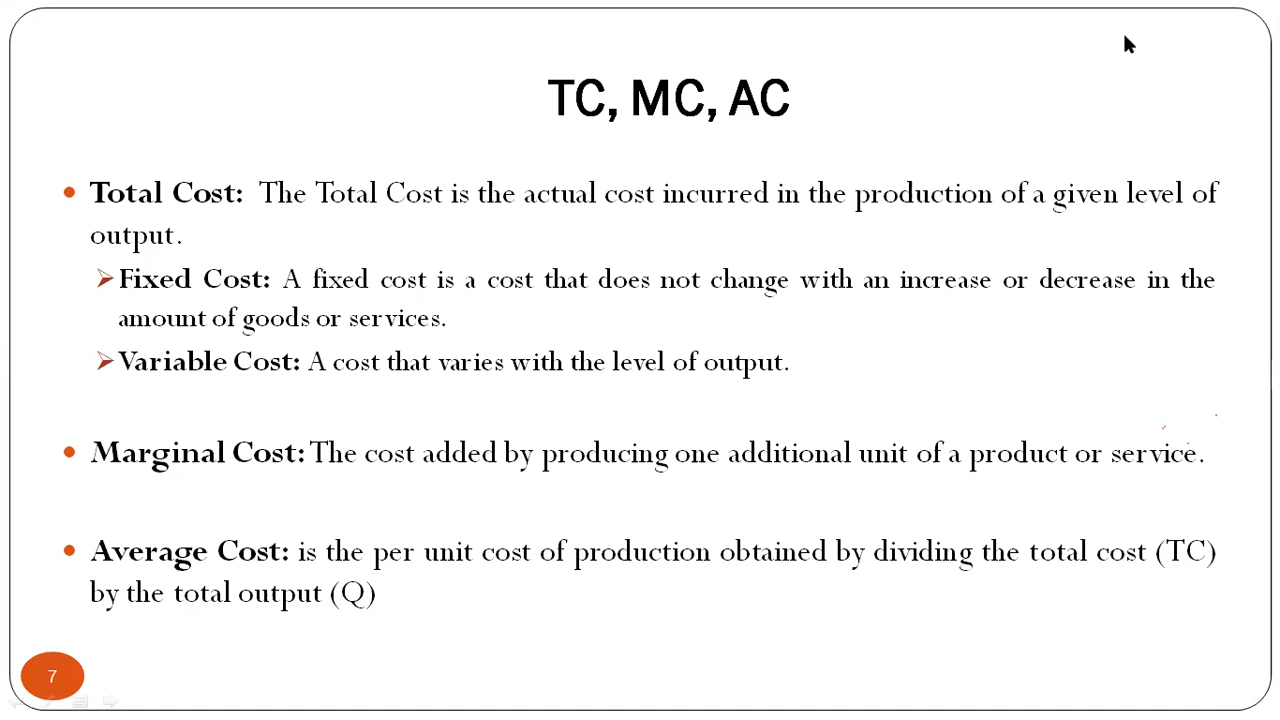 TC, MC, AC
Total Cost: The Total Cost is the actual cost incurred in the production of a given level of
output.
Fixed Cost: A fixed cost is a cost that does not change with an increase or decrease in the
amount of goods or services.
Variable Cost: A cost that varies with the level of output.
Marginal Cost: The cost added by producing one additional unit of a product or service.
Average Cost: is the per unit cost of production obtained by dividing the total cost (TC)
by the total output (Q)
7